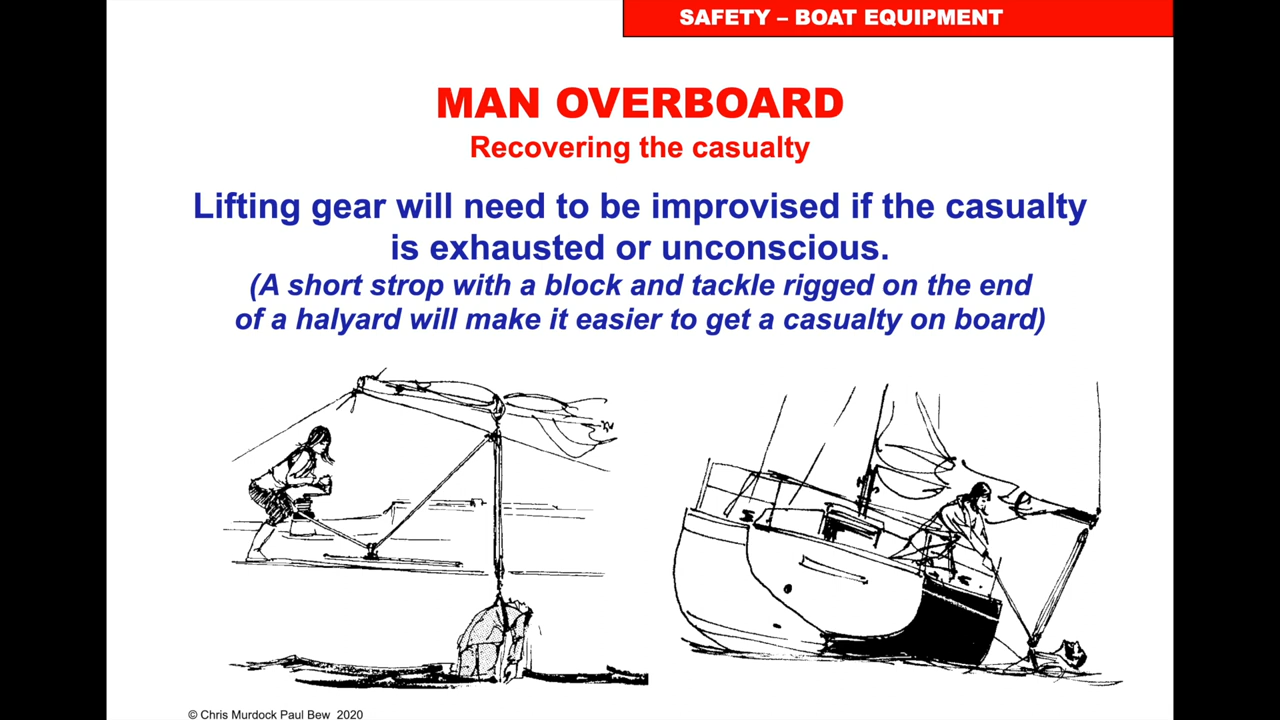 SAFETY – BOAT EQUIPMENT
MAN OVERBOARD
Recovering the casualty
Lifting gear will need to be improvised if the casualty
is exhausted or unconscious.
(A short strop with a block and tackle rigged on the end
of a halyard will make it easier to get a casualty on board)
© Chris Murdock Paul Bew 2020